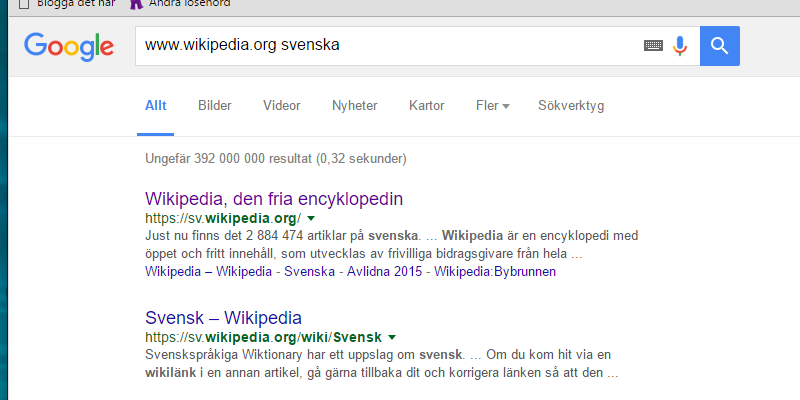 Blogga det här Ändra lösenord
Google www.wikipedia.org svenska
Allt Bilder Videor Nyheter Kartor Fler Sökverktyg
Ungefär 392 000 000 resultat (0,32 sekunder)
Wikipedia, den fria encyklopedin
https://sv.wikipedia.org/
Just nu finns det 2 884 474 artiklar på svenska. ... Wikipedia är en encyklopedi med
öppet och fritt innehåll, som utvecklas av frivilliga bidragsgivare från hela ...
Wikipedia – Wikipedia - Svenska - Avlidna 2015 - Wikipedia:Bybrunnen
Svensk – Wikipedia
https://sv.wikipedia.org/wiki/Svensk
Svenskspråkiga Wiktionary har ett uppslag om svensk. ... Om du kom hit via en
wikilänk i en annan artikel, gå gärna tillbaka dit och korrigera länken så att den ...